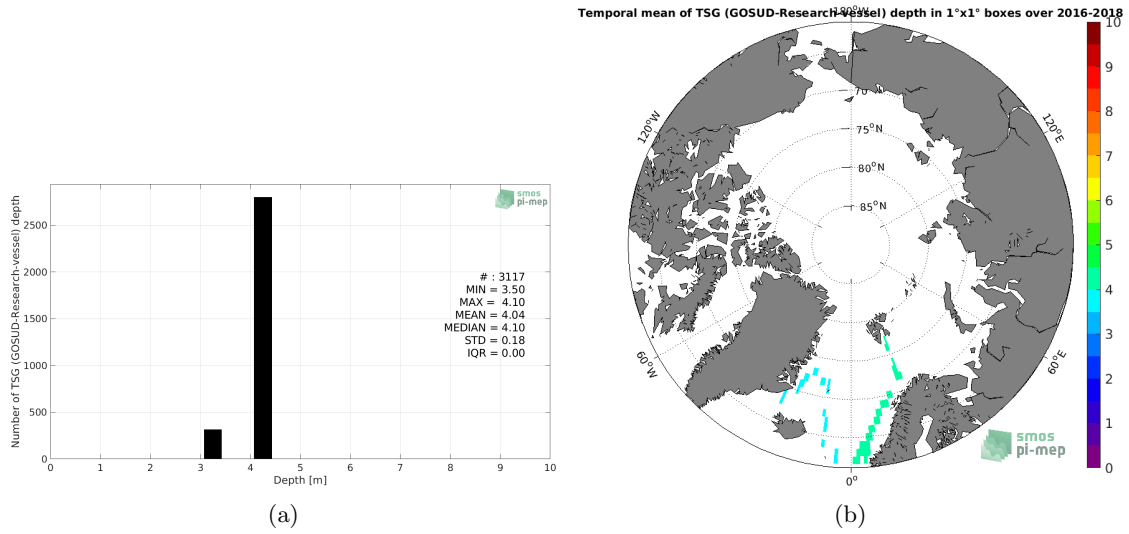 Number of TSG (GOSUD-Research-vessel) depth
2500
2000
1500
1000
500
0
0 1 2 3 4 5 6 7 8 9 10
Depth [m]
smos
pi-mep
# : 3117
MIN = 3.50
MAX = 4.10
MEAN = 4.04
MEDIAN = 4.10
STD = 0.18
IQR = 0.00
(a)
Temporal mean of TSG (GOSUD-Research-vessel) depth in 1°x1° boxes over 2016-2018
180°W
120°W
120°E
60°W
60°E
0°
70
75°N
80°N
85°N
10
9
8
7
6
5
4
3
2
1
0
smos
pi-mep
(b)